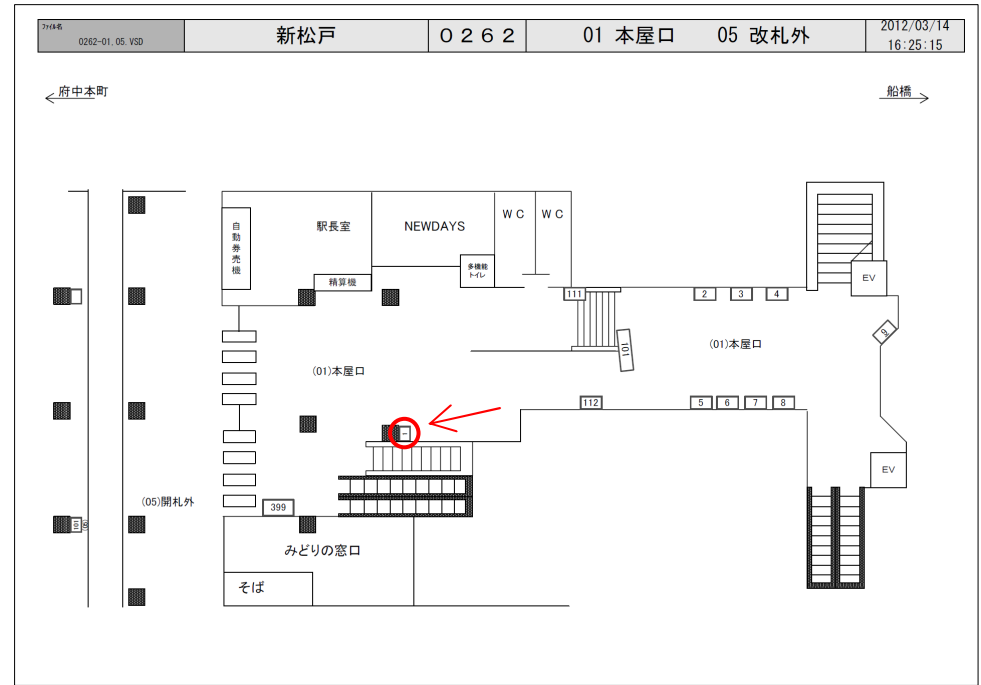 ファイル名
0262-01.05.VSD
新松戸
0262
01 本屋口 05 改札外
2012/03/14
16:25:15
府中本町
船橋
自動券売機
駅長室
NEWDAYS
WC
WC
多機能
トイレ
精算機
EV
111
2
3
4
9
101
(01)本屋口
(01)本屋口
112
5
6
7
8
1
EV
(05)開札外
399
101
みどりの窓口
そば